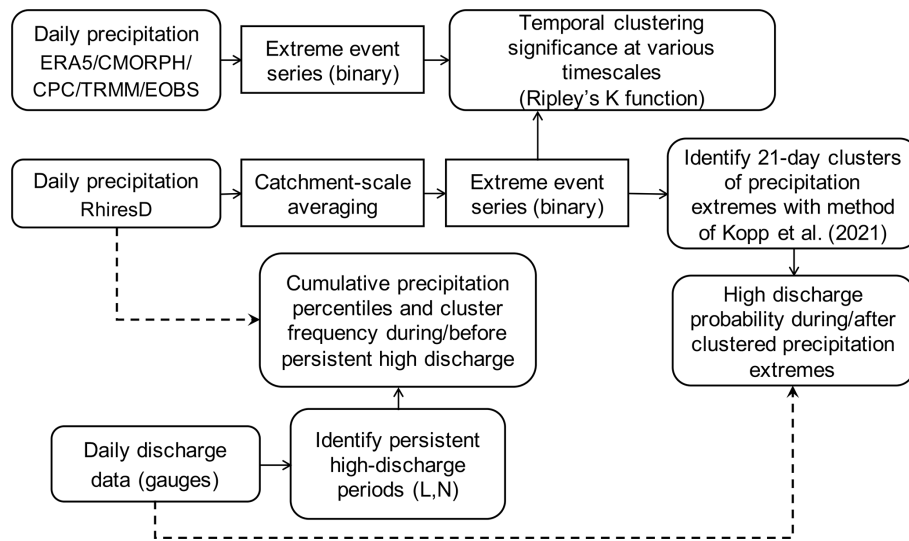 Daily precipitation
ERA5/CMORPH/
CPC/TRMM/EOBS
Extreme event
series (binary)
Temporal clustering
significance at various
timescales
(Ripley's K function)
Daily precipitation
RhiresD
Catchment-scale
averaging
Extreme event
series (binary)
Identify 21-day clusters
of precipitation
extremes with method
of Kopp et al. (2021)
Cumulative precipitation
percentiles and cluster
frequency during/before
persistent high discharge
High discharge
probability during/after
clustered precipitation
extremes
Daily discharge
data (gauges)
Identify persistent
high-discharge
periods (L,N)